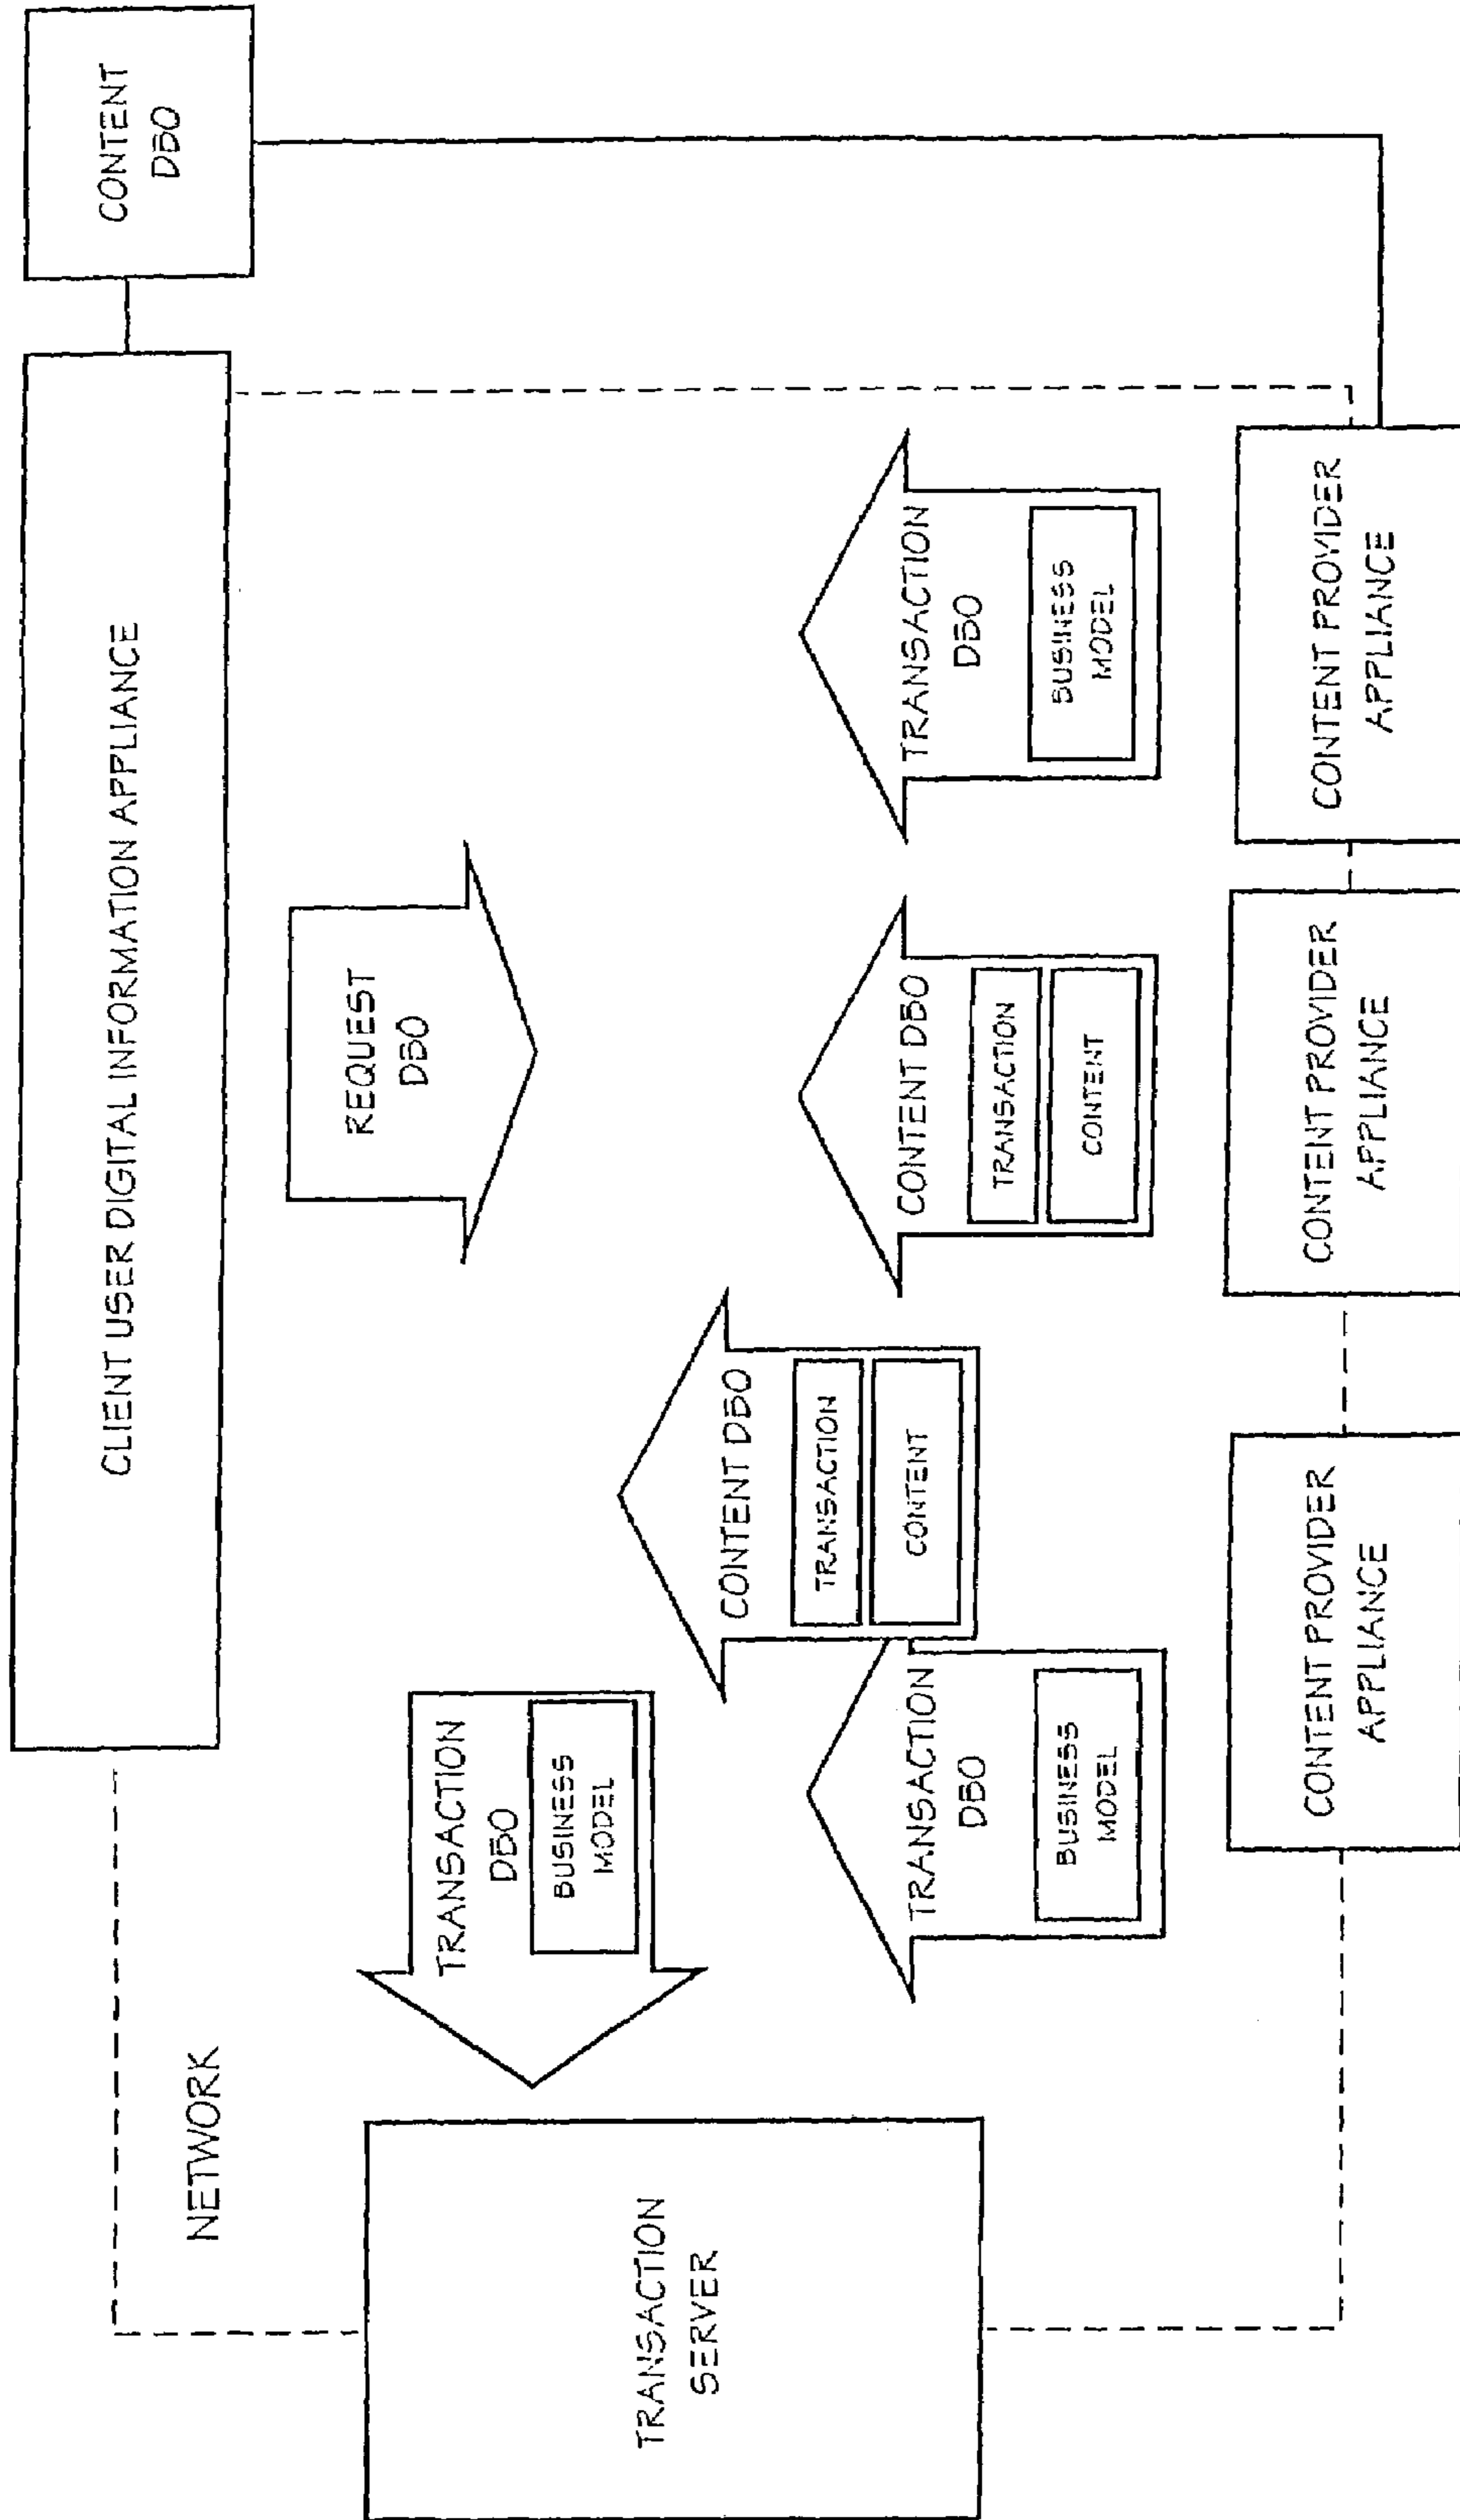 CLIENT USER DIGITAL INFORMATION APPLIANCE
CONTENT
DBO
NETWORK
REQUEST
DBO
TRANSACTION
DBO
BUSINESS
MODEL
TRANSACTION
SERVER
CONTENT DBO
TRANSACTION
CONTENT
TRANSACTION
DBO
BUSINESS
MODEL
CONTENT DBO
TRANSACTION
CONTENT
TRANSACTION
DBO
BUSINESS
MODEL
CONTENT PROVIDER
APPLIANCE
CONTENT PROVIDER
APPLIANCE
CONTENT PROVIDER
APPLIANCE